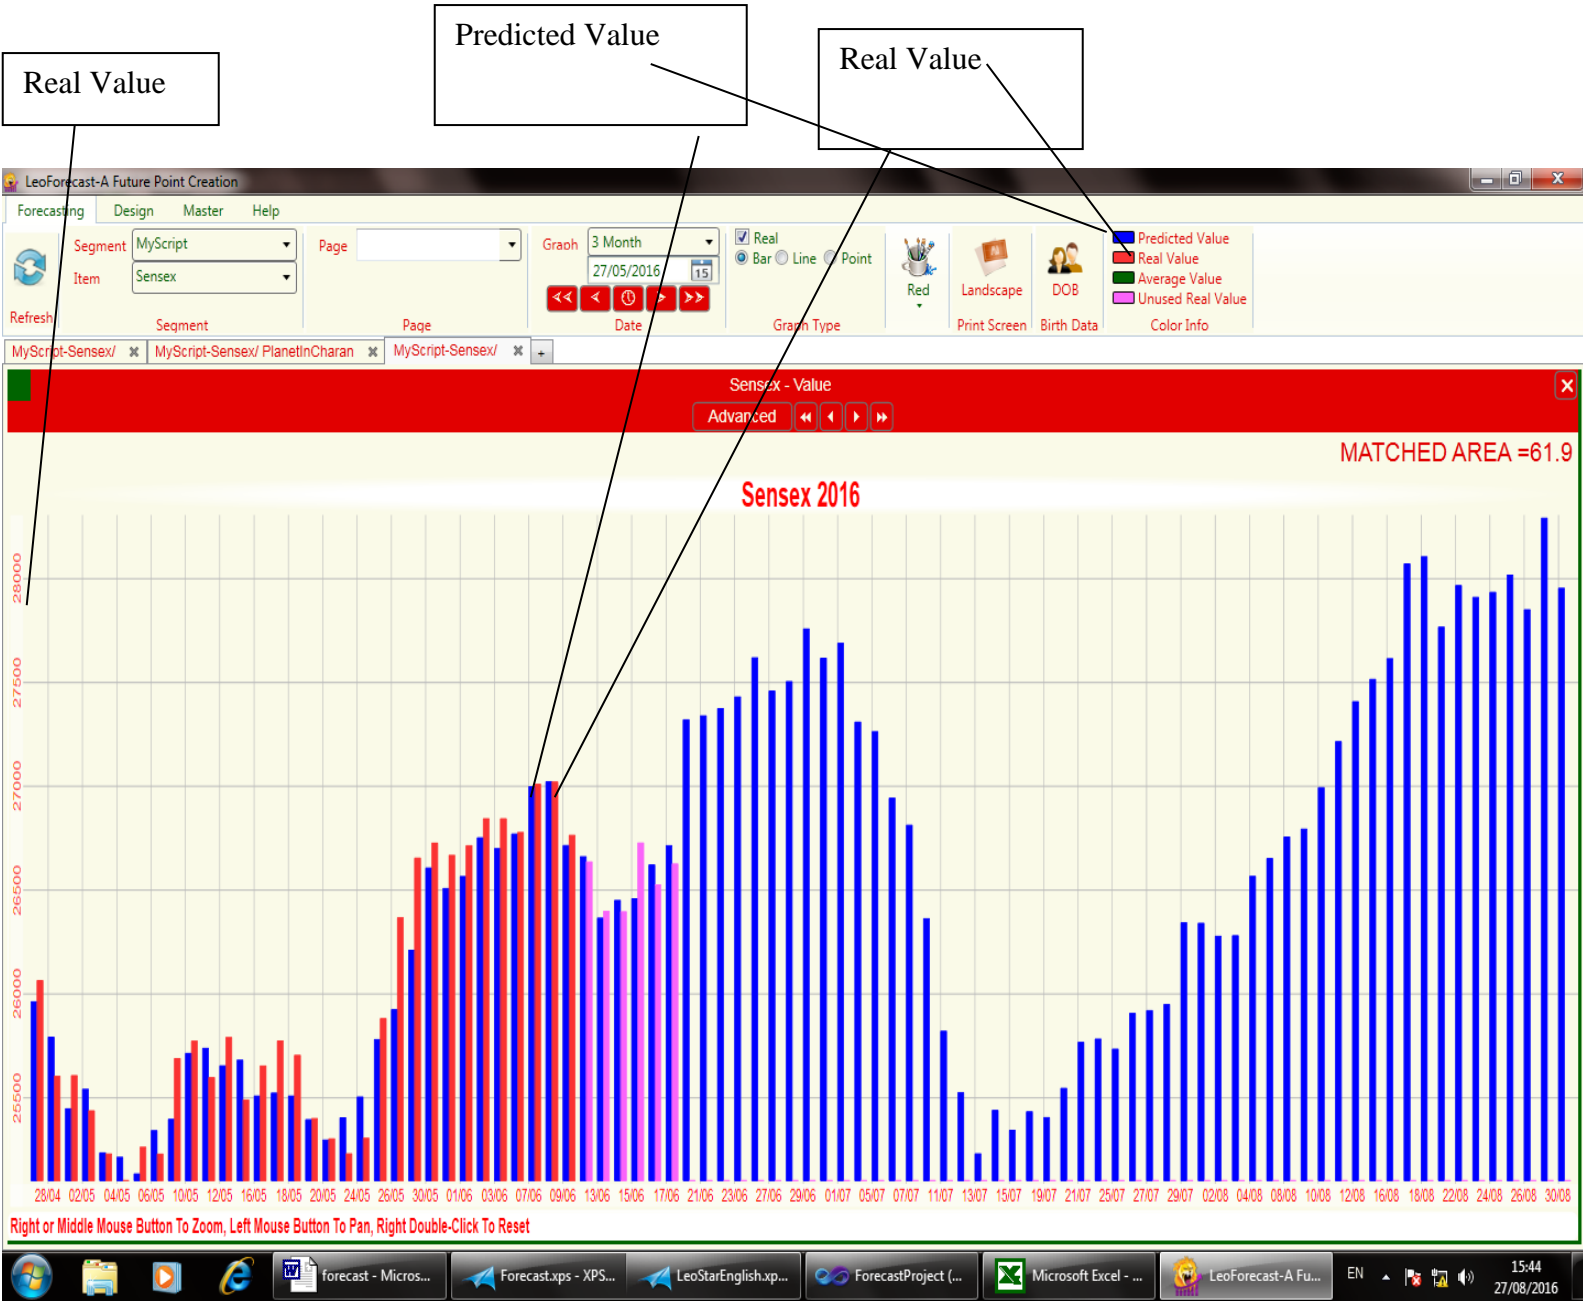 Predicted Value
Real Value
Real Value
LeoForecast-A Future Point Creation
Forecasting Design Master Help
Segment MyScript Page Graph 3 Month Real Predicted Value
Bar Line Point Real Value
Item Sensex 27/05/2016 15 Average Value
Red Landscape DOB Unused Real Value
Refresh Segment Page Date Graph Type Print Screen Birth Data Color Info
MyScript-Sensex/ MyScript-Sensex/ PlanetInCharan MyScript-Sensex/ +
Sensex - Value
Advanced
MATCHED AREA =61.9
Sensex 2016
28000
27500
27000
26500
26000
25500
28/04 02/05 04/05 06/05 10/05 12/05 16/05 18/05 20/05 24/05 26/05 30/05 01/06 03/06 07/06 09/06 13/06 15/06 17/06 21/06 23/06 27/06 29/06 01/07 05/07 07/07 11/07 13/07 15/07 19/07 21/07 25/07 27/07 29/07 02/08 04/08 08/08 10/08 12/08 16/08 18/08 22/08 24/08 26/08 30/08
Right or Middle Mouse Button To Zoom, Left Mouse Button To Pan, Right Double-Click To Reset
forecast - Micros... Forecast.xps - XPS... LeoStarEnglish.xp... ForecastProject (... Microsoft Excel - ... LeoForecast-A Fu... EN 15:44
27/08/2016